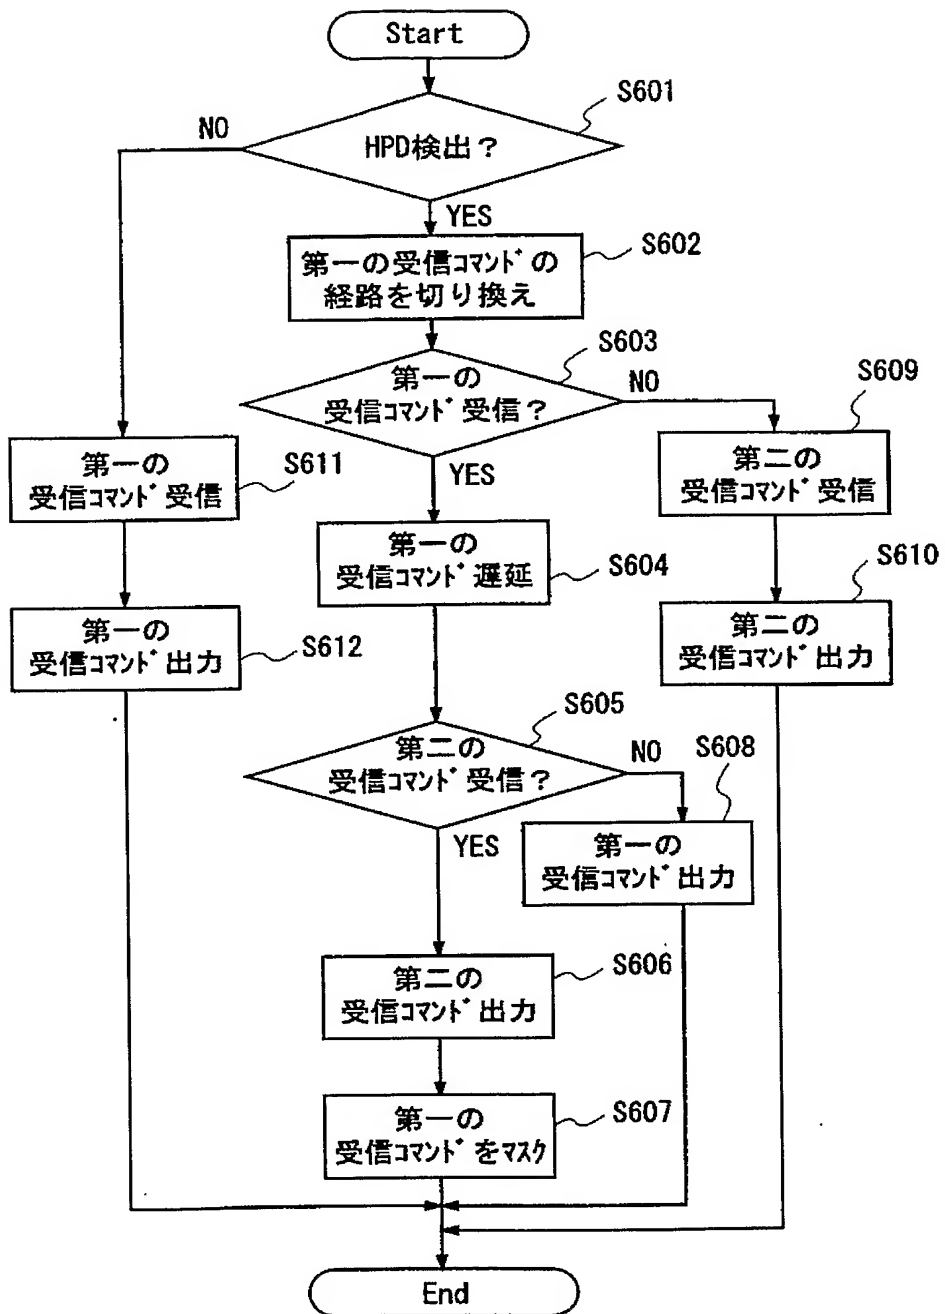 Start
S601
NO
HPD検出？
YES
S602
第一の受信コマンドの
経路を切り換え
S603
第一の
受信コマンド受信？
NO
S609
第二の
受信コマンド受信
YES
第一の
受信コマンド受信
S611
第一の
受信コマンド遅延
S604
S610
第二の
受信コマンド出力
第一の
受信コマンド出力
S612
S605
第二の
受信コマンド受信？
NO
S608
YES
第一の
受信コマンド出力
S606
第二の
受信コマンド出力
S607
第一の
受信コマンドをマスク
End